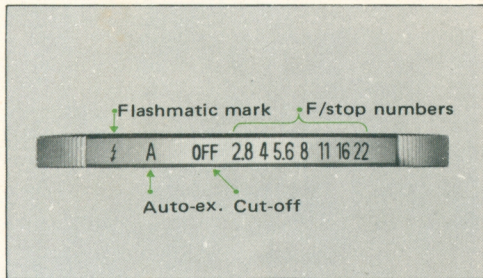 Flashmatic mark F/stop numbers
A OFF 2.8 4 5.6 8 11 16 22
Auto-ex. Cut-off